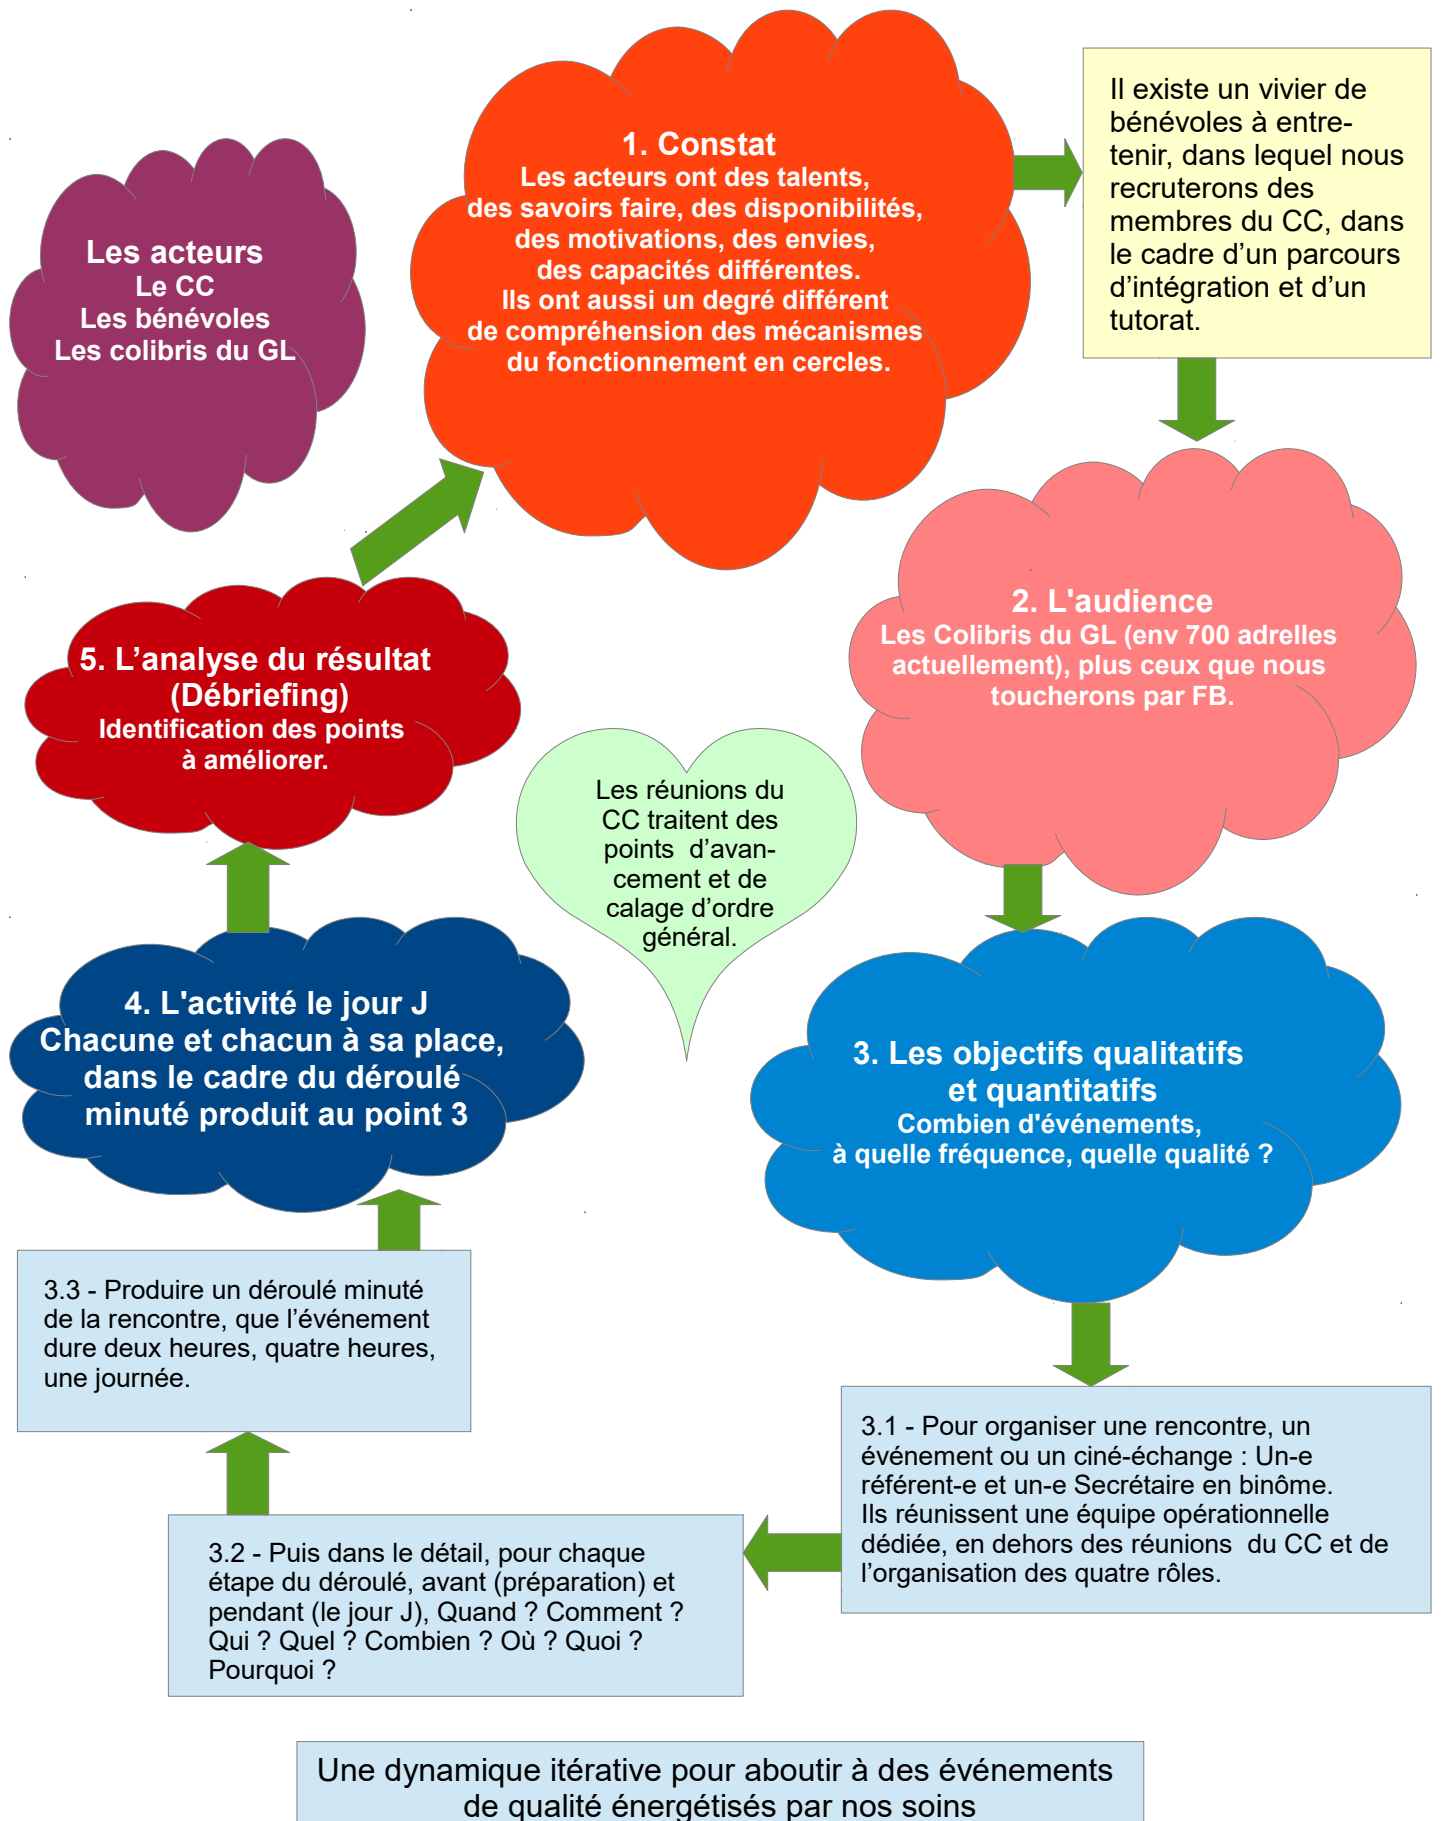 Les acteurs
Le CC
Les bénévoles
Les colibris du GL
1. Constat
Les acteurs ont des talents,
des savoirs faire, des disponibilités,
des motivations, des envies,
des capacités différentes.
Ils ont aussi un degré différent
de compréhension des mécanismes
du fonctionnement en cercles.
Il existe un vivier de
bénévoles à entre-
tenir, dans lequel nous
recruterons des
membres du CC, dans
le cadre d’un parcours
d’intégration et d’un
tutorat.
2. L'audience
Les Colibris du GL (env 700 adrelles
actuellement), plus ceux que nous
toucherons par FB.
5. L’analyse du résultat
(Débriefing)
Identification des points
à améliorer.
Les réunions du
CC traitent des
points  d’avan-
cement et de
calage d’ordre
général.
4. L'activité le jour J
Chacune et chacun à sa place,
dans le cadre du déroulé
minuté produit au point 3
3. Les objectifs qualitatifs
et quantitatifs
Combien d'événements,
à quelle fréquence, quelle qualité ?
3.3 - Produire un déroulé minuté
de la rencontre, que l’événement
dure deux heures, quatre heures,
une journée.
3.1 - Pour organiser une rencontre, un
événement ou un ciné-échange : Un-e
référent-e et un-e Secrétaire en binôme.
Ils réunissent une équipe opérationnelle
dédiée, en dehors des réunions  du CC et de
l’organisation des quatre rôles.
3.2 - Puis dans le détail, pour chaque
étape du déroulé, avant (préparation) et
pendant (le jour J), Quand ? Comment ?
Qui ? Quel ? Combien ? Où ? Quoi ?
Pourquoi ?
Une dynamique itérative pour aboutir à des événements
de qualité énergétisés par nos soins